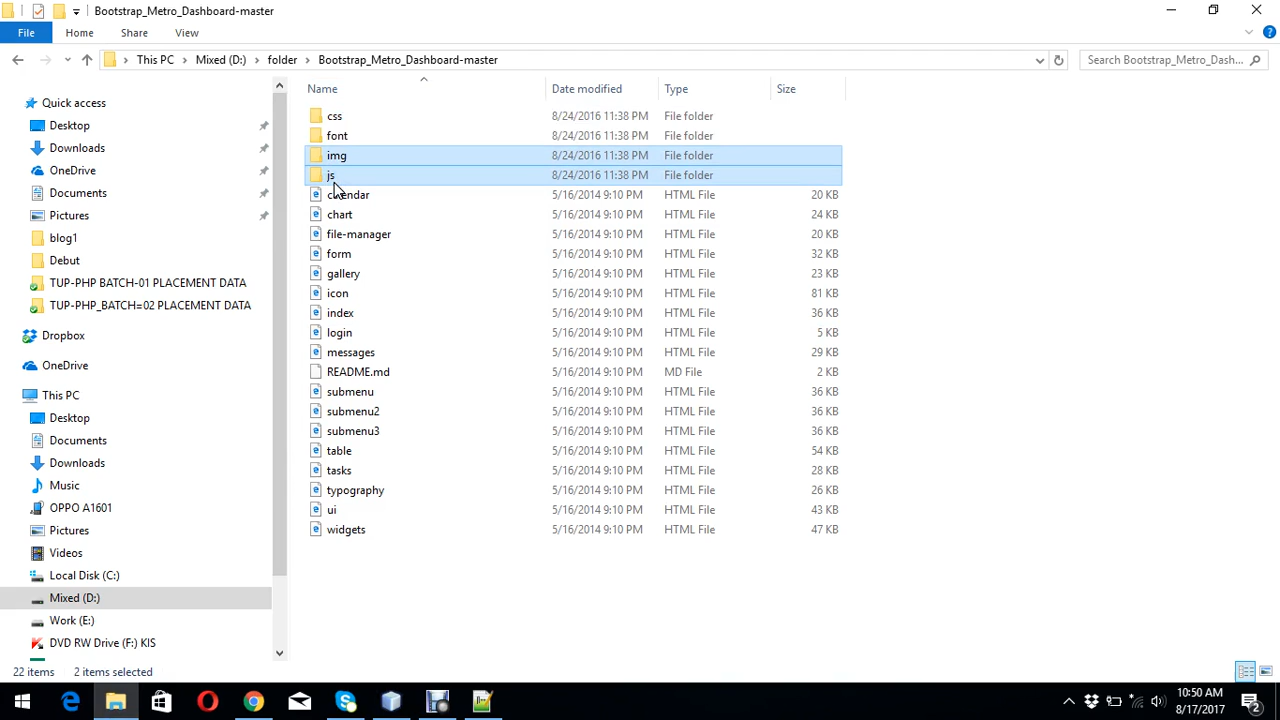 Bootstrap_Metro_Dashboard-master
File Home Share View
This PC Mixed (D:) folder Bootstrap_Metro_Dashboard-master Search Bootstrap_Metro_Dash...
Name Date modified Type Size
css 8/24/2016 11:38 PM File folder
font 8/24/2016 11:38 PM File folder
img 8/24/2016 11:38 PM File folder
js 8/24/2016 11:38 PM File folder
calendar 5/16/2014 9:10 PM HTML File 20 KB
chart 5/16/2014 9:10 PM HTML File 24 KB
file-manager 5/16/2014 9:10 PM HTML File 20 KB
form 5/16/2014 9:10 PM HTML File 32 KB
gallery 5/16/2014 9:10 PM HTML File 23 KB
icon 5/16/2014 9:10 PM HTML File 81 KB
index 5/16/2014 9:10 PM HTML File 36 KB
login 5/16/2014 9:10 PM HTML File 5 KB
messages 5/16/2014 9:10 PM HTML File 29 KB
README.md 5/16/2014 9:10 PM MD File 2 KB
submenu 5/16/2014 9:10 PM HTML File 36 KB
submenu2 5/16/2014 9:10 PM HTML File 36 KB
submenu3 5/16/2014 9:10 PM HTML File 36 KB
table 5/16/2014 9:10 PM HTML File 54 KB
tasks 5/16/2014 9:10 PM HTML File 28 KB
typography 5/16/2014 9:10 PM HTML File 26 KB
ui 5/16/2014 9:10 PM HTML File 43 KB
widgets 5/16/2014 9:10 PM HTML File 47 KB
Quick access
Desktop
Downloads
OneDrive
Documents
Pictures
blog1
Debut
TUP-PHP BATCH-01 PLACEMENT DATA
TUP-PHP_BATCH=02 PLACEMENT DATA
Dropbox
OneDrive
This PC
Desktop
Documents
Downloads
Music
OPPO A1601
Pictures
Videos
Local Disk (C:)
Mixed (D:)
Work (E:)
DVD RW Drive (F:) KIS
22 items 2 items selected
10:50 AM
8/17/2017
2